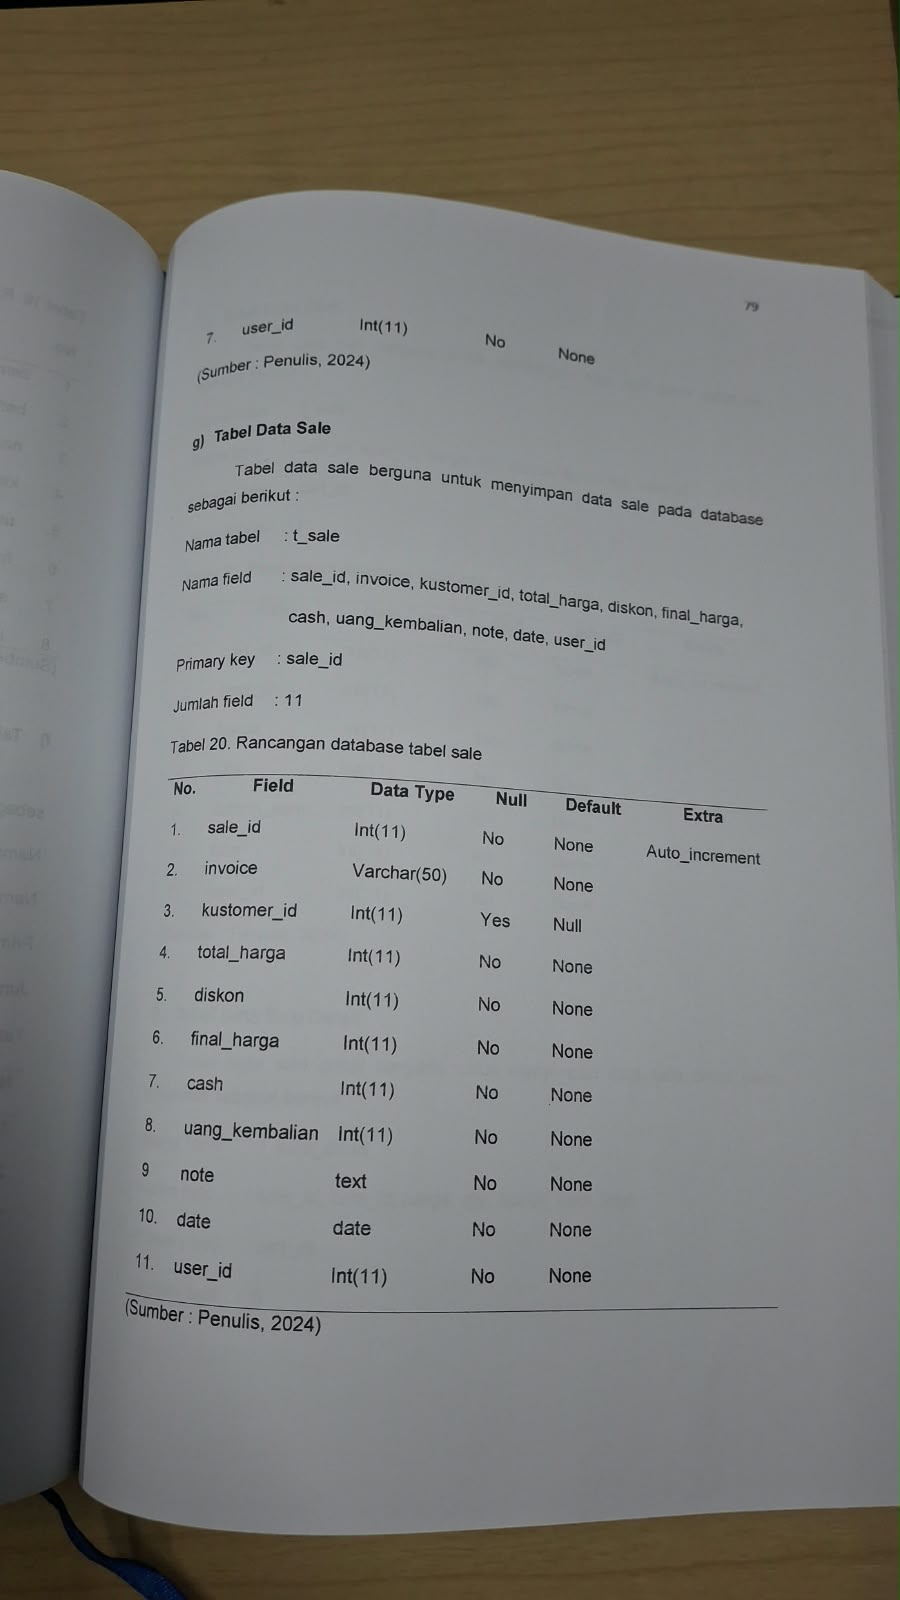 79
7. user_id Int(11) No None
(Sumber : Penulis, 2024)
g) Tabel Data Sale
Tabel data sale berguna untuk menyimpan data sale pada database
sebagai berikut :
Nama tabel : t_sale
Nama field : sale_id, invoice, kustomer_id, total_harga, diskon, final_harga,
cash, uang_kembalian, note, date, user_id
Primary key : sale_id
Jumlah field : 11
Tabel 20. Rancangan database tabel sale
No. Field Data Type Null Default Extra
1. sale_id Int(11) No None Auto_increment
2. invoice Varchar(50) No None
3. kustomer_id Int(11) Yes Null
4. total_harga Int(11) No None
5. diskon Int(11) No None
6. final_harga Int(11) No None
7. cash Int(11) No None
8. uang_kembalian Int(11) No None
9 note text No None
10. date date No None
11. user_id Int(11) No None
(Sumber : Penulis, 2024)